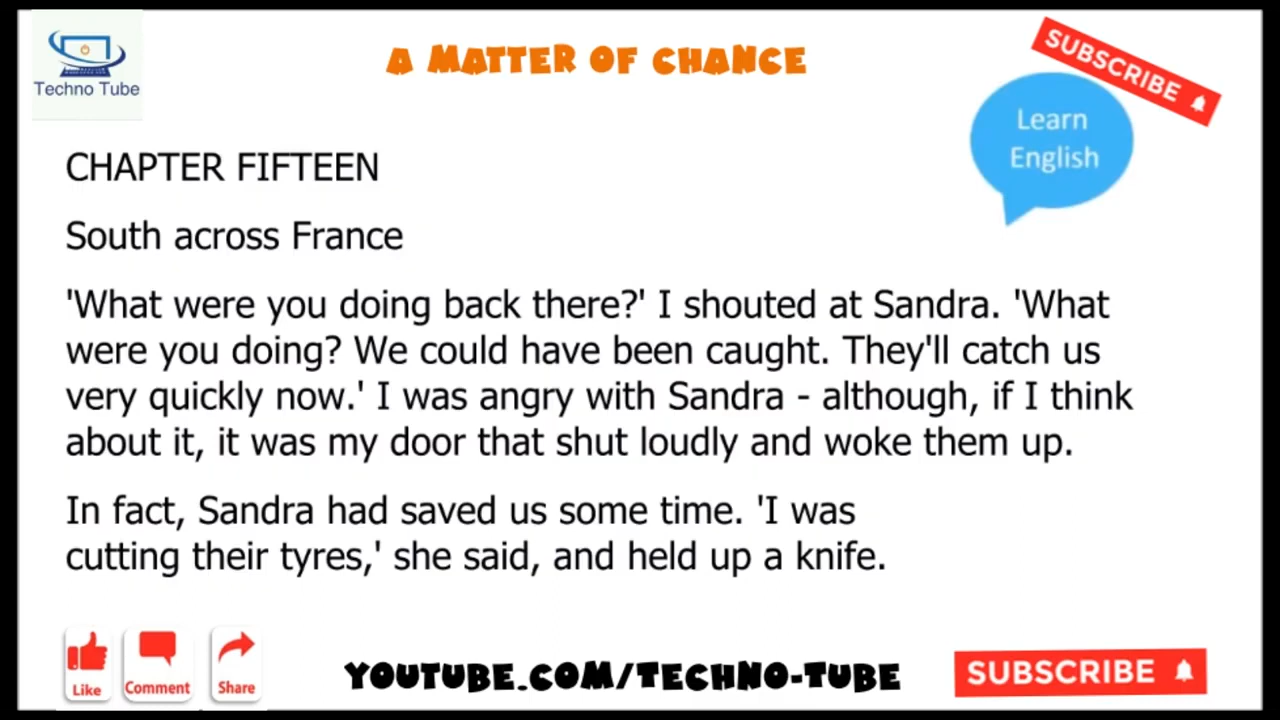 A MATTER OF CHANCE
SUBSCRIBE
Techno Tube
Learn
English
CHAPTER FIFTEEN
South across France
'What were you doing back there?' I shouted at Sandra. 'What
were you doing? We could have been caught. They'll catch us
very quickly now.' I was angry with Sandra - although, if I think
about it, it was my door that shut loudly and woke them up.
In fact, Sandra had saved us some time. 'I was
cutting their tyres,' she said, and held up a knife.
Like
Comment
Share
YOUTUBE.COM/TECHNO-TUBE
SUBSCRIBE